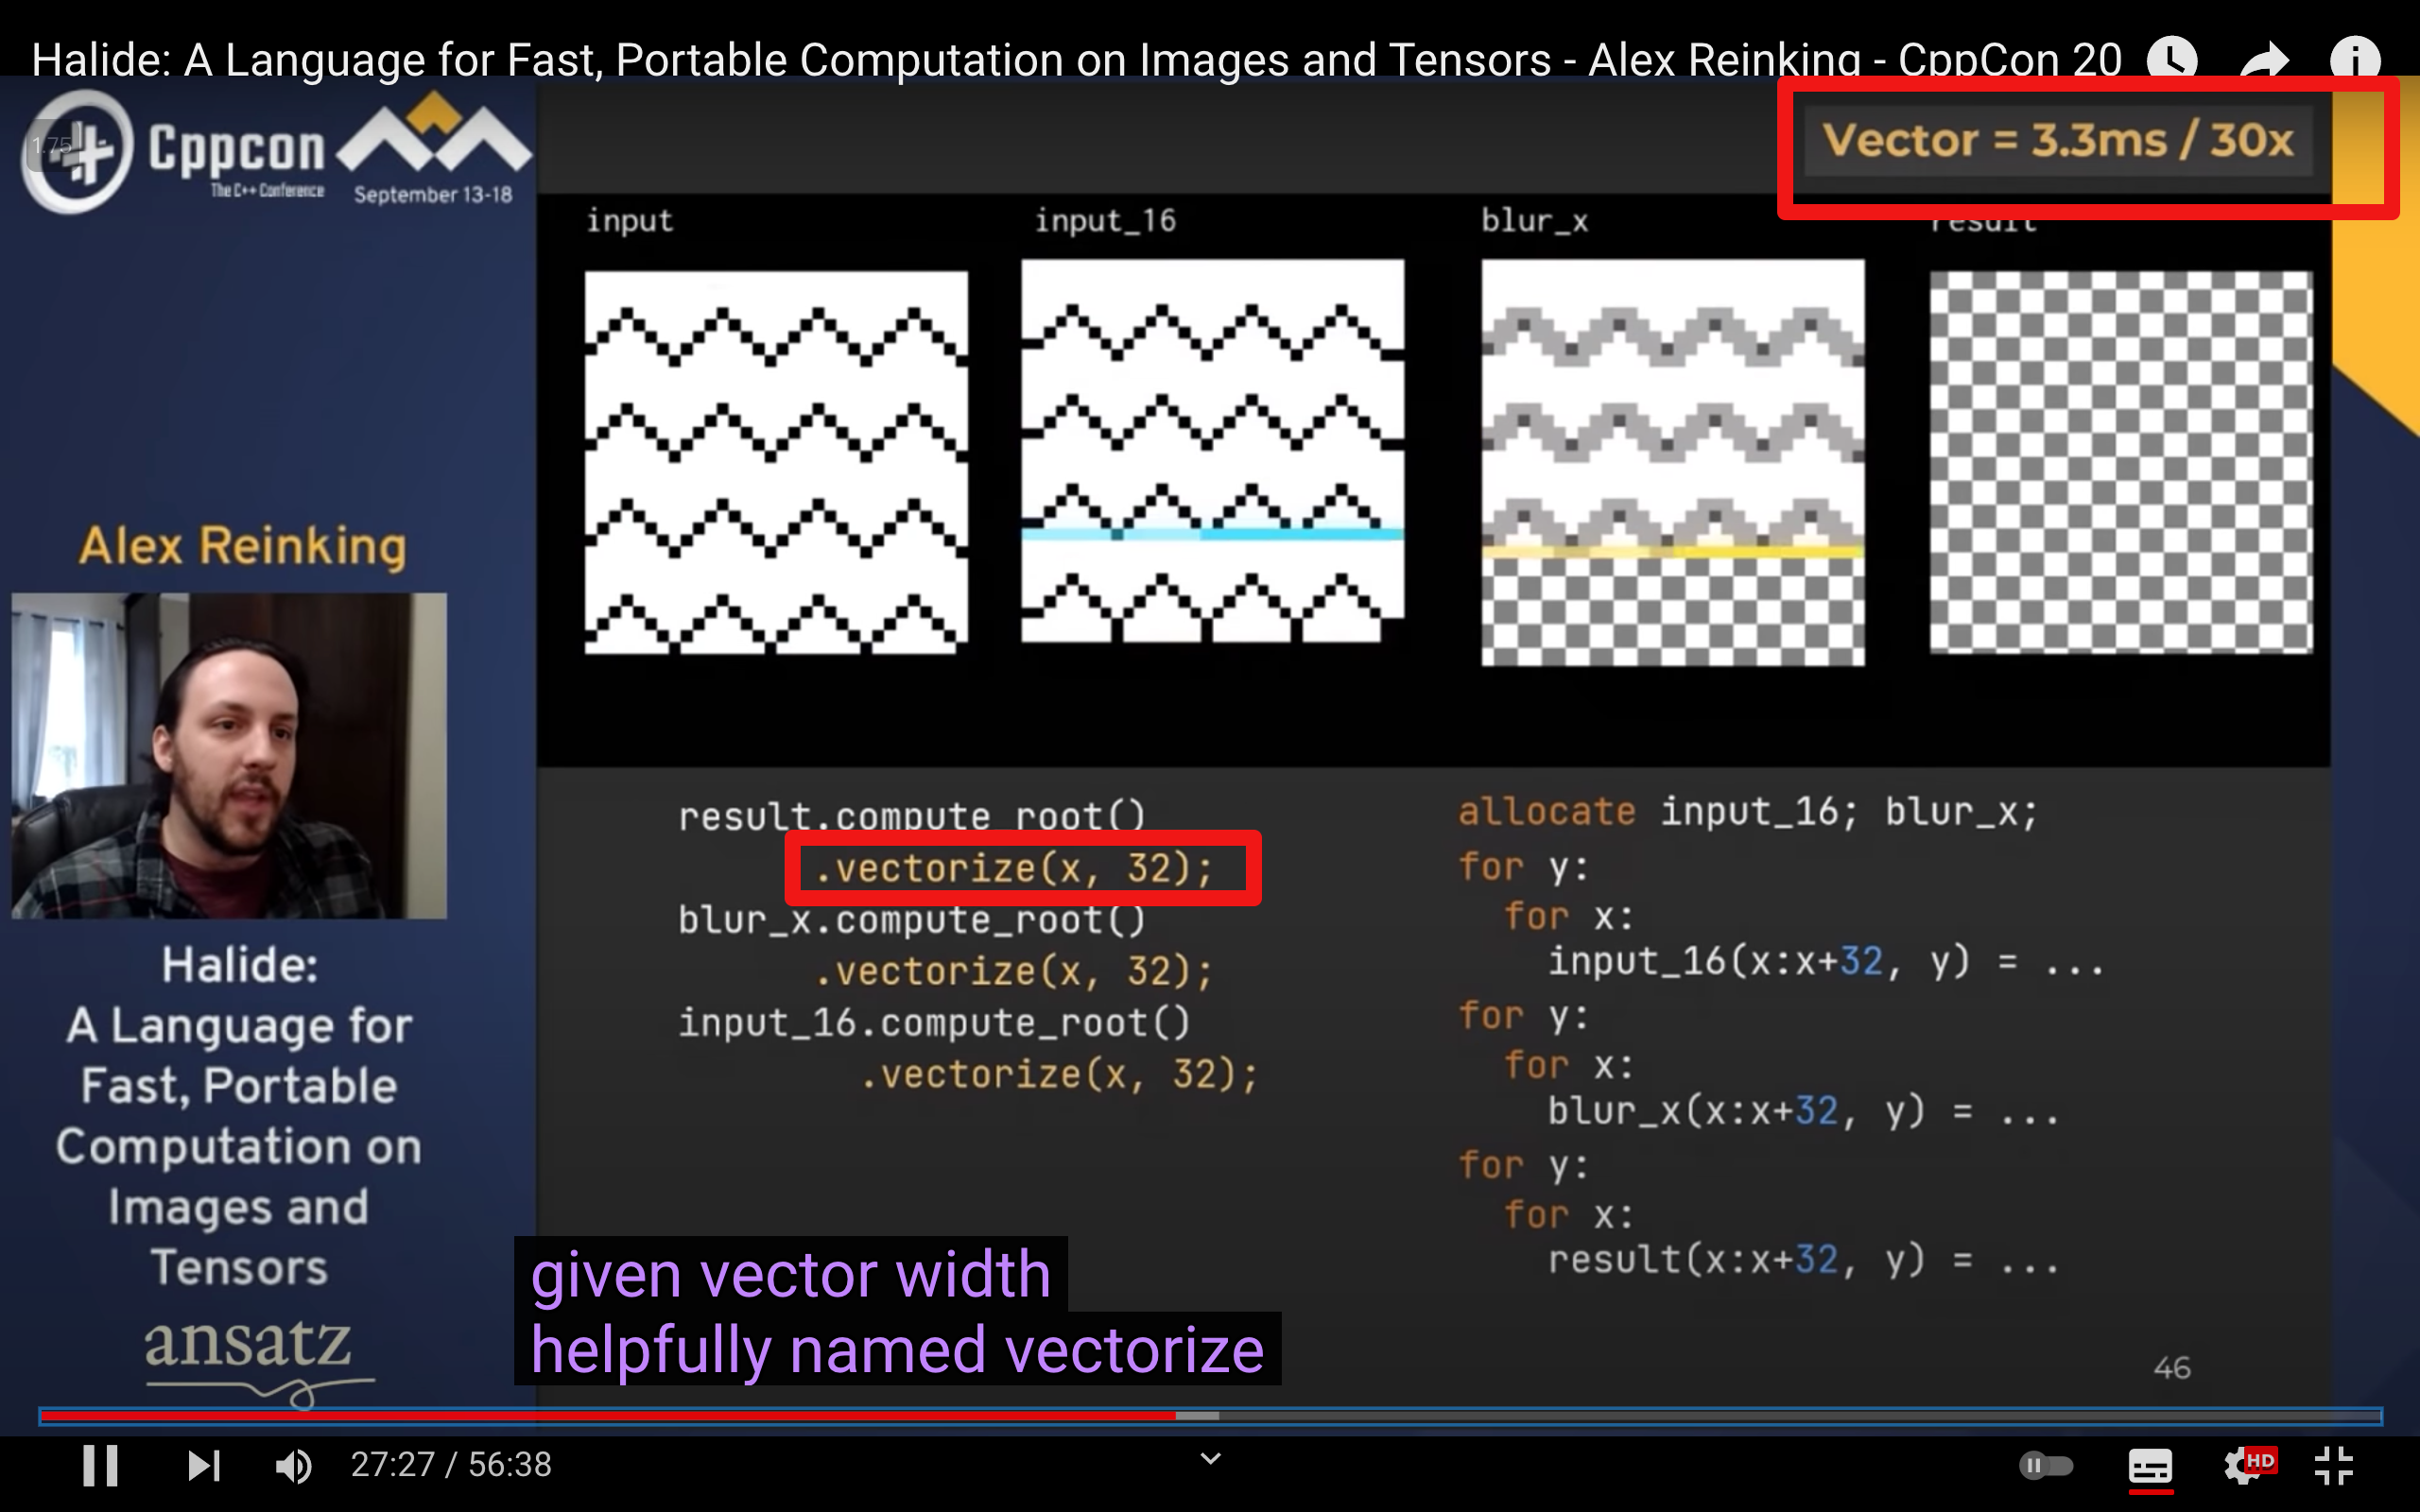 Halide: A Language for Fast, Portable Computation on Images and Tensors - Alex Reinking - CppCon 20
1.75
Cppcon
The C++ Conference
September 13-18
Vector = 3.3ms / 30x
input
input_16
blur_x
result
Alex Reinking
Halide:
A Language for
Fast, Portable
Computation on
Images and
Tensors
ansatz
result.compute_root()
.vectorize(x, 32);
blur_x.compute_root()
.vectorize(x, 32);
input_16.compute_root()
.vectorize(x, 32);
allocate input_16; blur_x;
for y:
for x:
input_16(x:x+32, y) = ...
for y:
for x:
blur_x(x:x+32, y) = ...
for y:
for x:
result(x:x+32, y) = ...
given vector width
helpfully named vectorize
46
27:27 / 56:38
HD